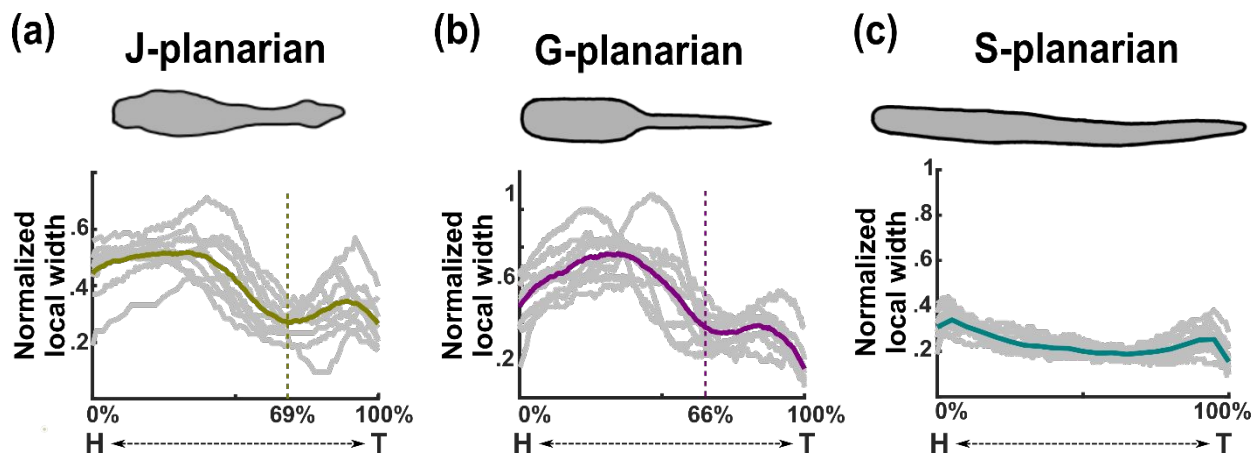 (a)
J-planarian
Normalized
local width
.6
.4
.2
0%
69%
100%
H
T
(b)
G-planarian
Normalized
local width
1
.6
.2
0%
66%
100%
H
T
(c)
S-planarian
Normalized
local width
1
.8
.6
.4
.2
0%
100%
H
T